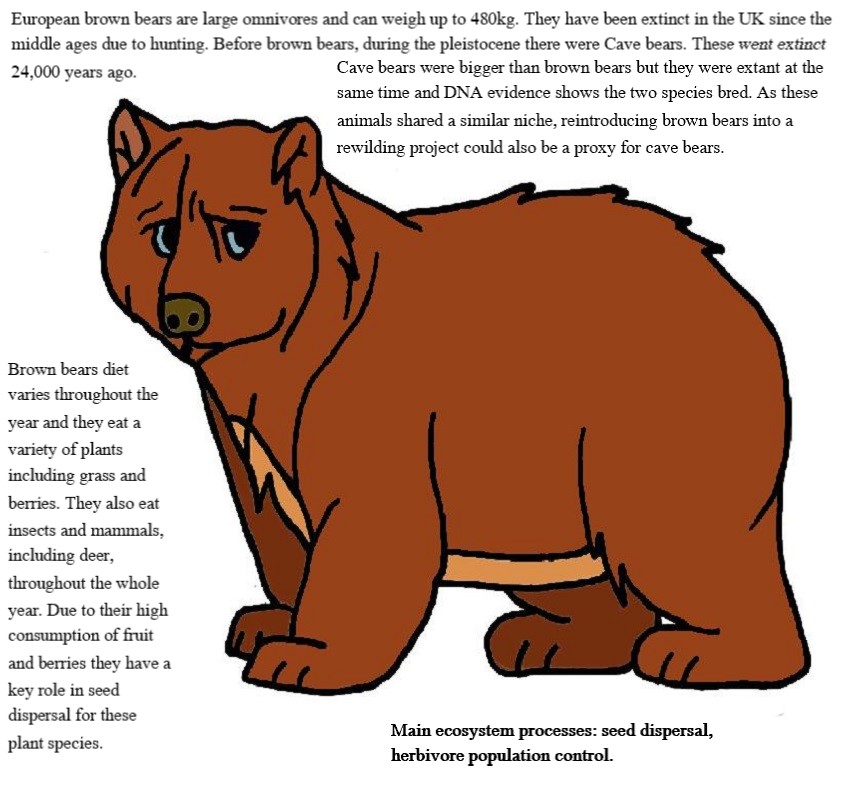 European brown bears are large omnivores and can weigh up to 480kg. They have been extinct in the UK since the
middle ages due to hunting. Before brown bears, during the pleistocene there were Cave bears. These went extinct
24,000 years ago.
Cave bears were bigger than brown bears but they were extant at the
same time and DNA evidence shows the two species bred. As these
animals shared a similar niche, reintroducing brown bears into a
rewilding project could also be a proxy for cave bears.
Brown bears diet
varies throughout the
year and they eat a
variety of plants
including grass and
berries. They also eat
insects and mammals,
including deer,
throughout the whole
year. Due to their high
consumption of fruit
and berries they have a
key role in seed
dispersal for these
plant species.
Main ecosystem processes: seed dispersal,
herbivore population control.